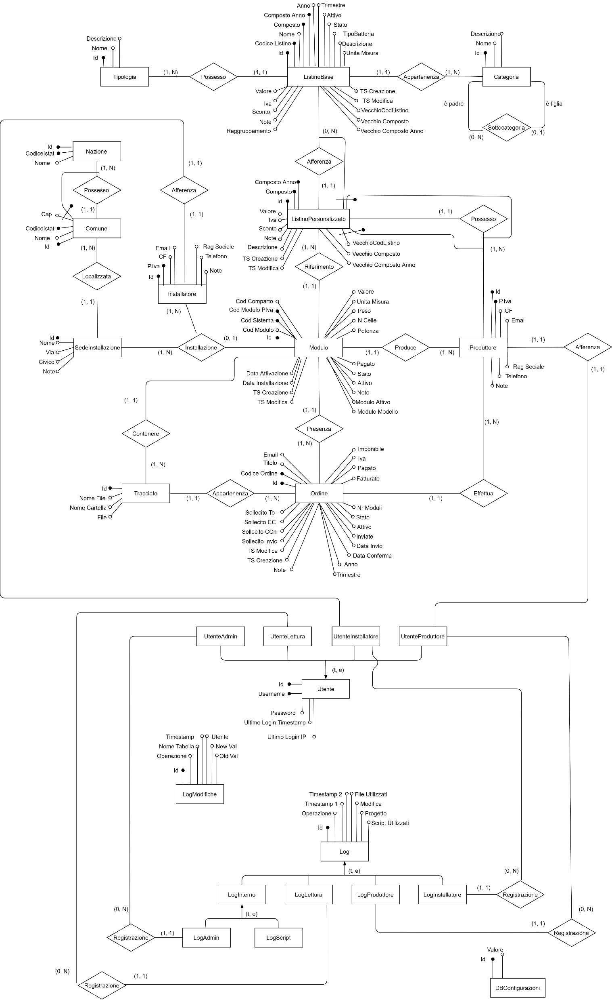 Anno
Trimestre
Composto Anno
Attivo
Composto
Stato
Nome
TipoBatteria
Descrizione
Descrizione
Codice Listino
Descrizione
Nome
Nome
Id
Id
Unita Misura
Id
Tipologia
(1, N)
Possesso
(1, 1)
ListinoBase
(1, 1)
Appartenenza
(1, N)
Categoria
Valore
TS Creazione
Iva
TS Modifica
è padre
è figlia
Sconto
VecchioCodListino
Note
Vecchio Composto
Raggruppamento
Vecchio Composto Anno
Sottocategoria
(0, N)
(0, N)
(0, 1)
Id
CodiceIstat
Nome
Nazione
(1, N)
(1, 1)
Afferenza
Possesso
Afferenza
(1, 1)
Composto Anno
Composto
Id
(1, 1)
(1, 1)
(1, 1)
Cap
CodiceIstat
Nome
Id
Comune
Valore
Iva
Sconto
Note
Descrizione
TS Creazione
TS Modifica
ListinoPersonalizzato
Possesso
VecchioCodListino
Vecchio Composto
Vecchio Composto Anno
(1, N)
(1, N)
(1, N)
Email
CF
P.Iva
Id
Rag Sociale
Telefono
Note
Localizzata
Riferimento
Installatore
(1, 1)
(1, 1)
(1, N)
Cod Comparto
Cod Modulo PIva
Cod Sistema
Cod Modulo
Id
Valore
Unita Misura
Peso
N Celle
Potenza
Id
P.Iva
CF
Email
Id
Nome
Via
Civico
Note
SedeInstallazione
(1, N)
Installazione
(0, 1)
Modulo
(1, 1)
Produce
(1, N)
Produttore
(1, 1)
Afferenza
(1, 1)
Data Attivazione
Data Installazione
TS Creazione
TS Modifica
Pagato
Stato
Attivo
Note
Modulo Attivo
Modulo Modello
Rag Sociale
Telefono
Note
(1, 1)
(1, 1)
(1, N)
Contenere
Presenza
(1, N)
(1, N)
Email
Titolo
Codice Ordine
Id
Imponibile
Iva
Pagato
Fatturato
Id
Nome File
Nome Cartella
File
Tracciato
(1, 1)
Appartenenza
(1, N)
Ordine
(1, 1)
Effettua
Sollecito To
Sollecito CC
Sollecito CCn
Sollecito Invio
TS Modifica
TS Creazione
Note
Nr Moduli
Stato
Attivo
Inviate
Data Invio
Data Conferma
Anno
Trimestre
UtenteAdmin
UtenteLettura
UtenteInstallatore
UtenteProduttore
(t, e)
Id
Username
Utente
Password
Ultimo Login Timestamp
Ultimo Login IP
Timestamp
Utente
Nome Tabella
New Val
Operazione
Old Val
Id
LogModifiche
Timestamp 2
File Utilizzati
Timestamp 1
Modifica
Operazione
Progetto
Script Utilizzati
Id
Log
(t, e)
(0, N)
LogInterno
LogLettura
LogProduttore
LogInstallatore
(1, 1)
Registrazione
(0, N)
(t, e)
(0, N)
(1, 1)
Registrazione
(1, 1)
LogAdmin
LogScript
Registrazione
Valore
Id
(0, N)
(1, 1)
Registrazione
DBConfigurazioni